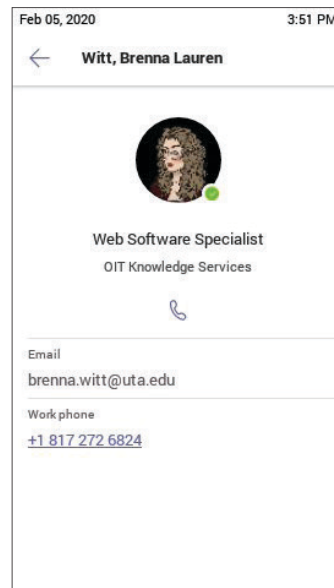 Feb 05, 2020 3:51 PM
Witt, Brenna Lauren
Web Software Specialist
OIT Knowledge Services
Email
brenna.witt@uta.edu
Work phone
+1 817 272 6824